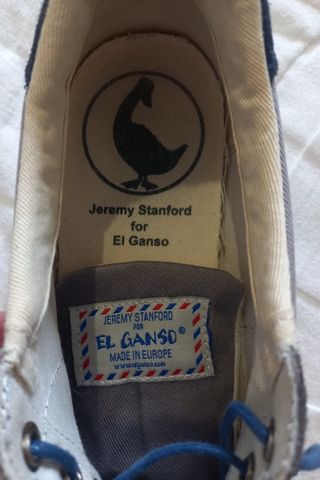 Jeremy Stanford
for
El Ganso
JEREMY STANFORD
FOR
EL GANSO®
MADE IN EUROPE
www.elganso.com